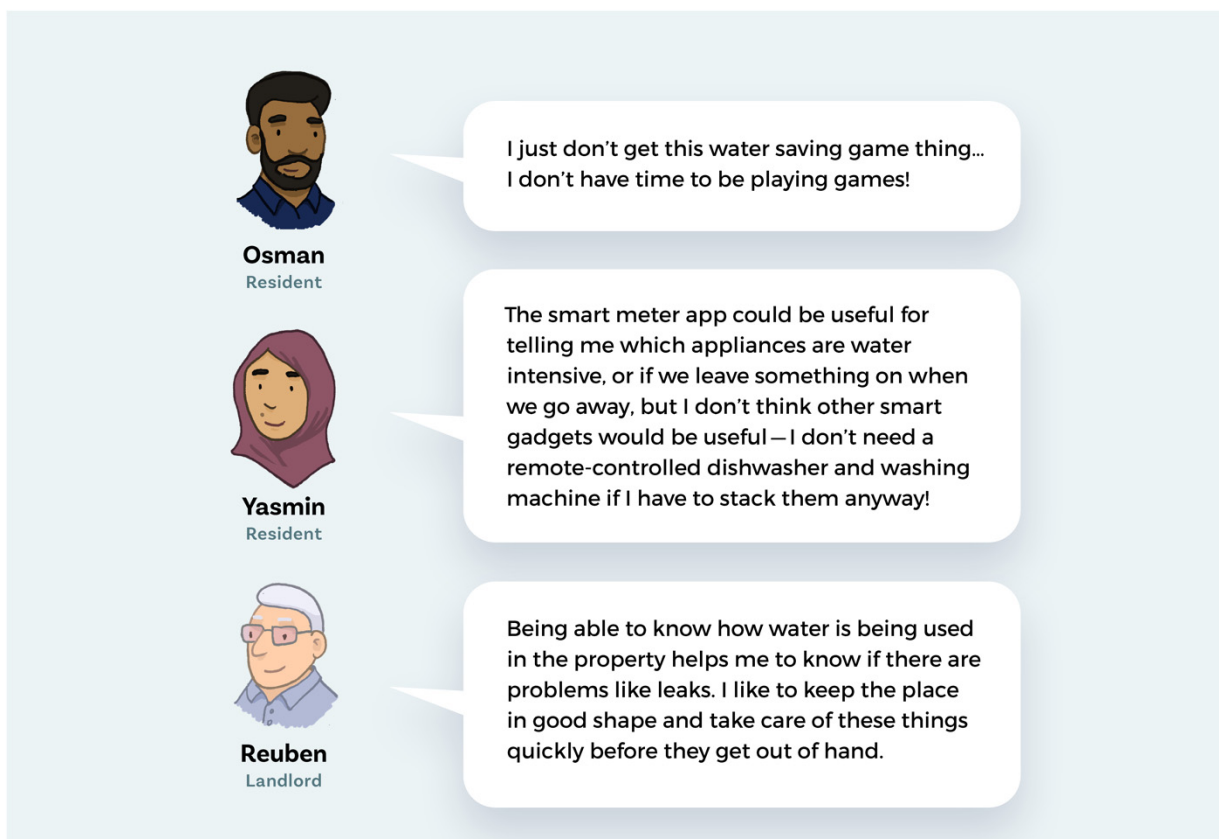 I just don’t get this water saving game thing...
I don’t have time to be playing games!
Osman
Resident
The smart meter app could be useful for
telling me which appliances are water
intensive, or if we leave something on when
we go away, but I don’t think other smart
gadgets would be useful — I don’t need a
remote-controlled dishwasher and washing
machine if I have to stack them anyway!
Yasmin
Resident
Being able to know how water is being used
in the property helps me to know if there are
problems like leaks. I like to keep the place
in good shape and take care of these things
quickly before they get out of hand.
Reuben
Landlord